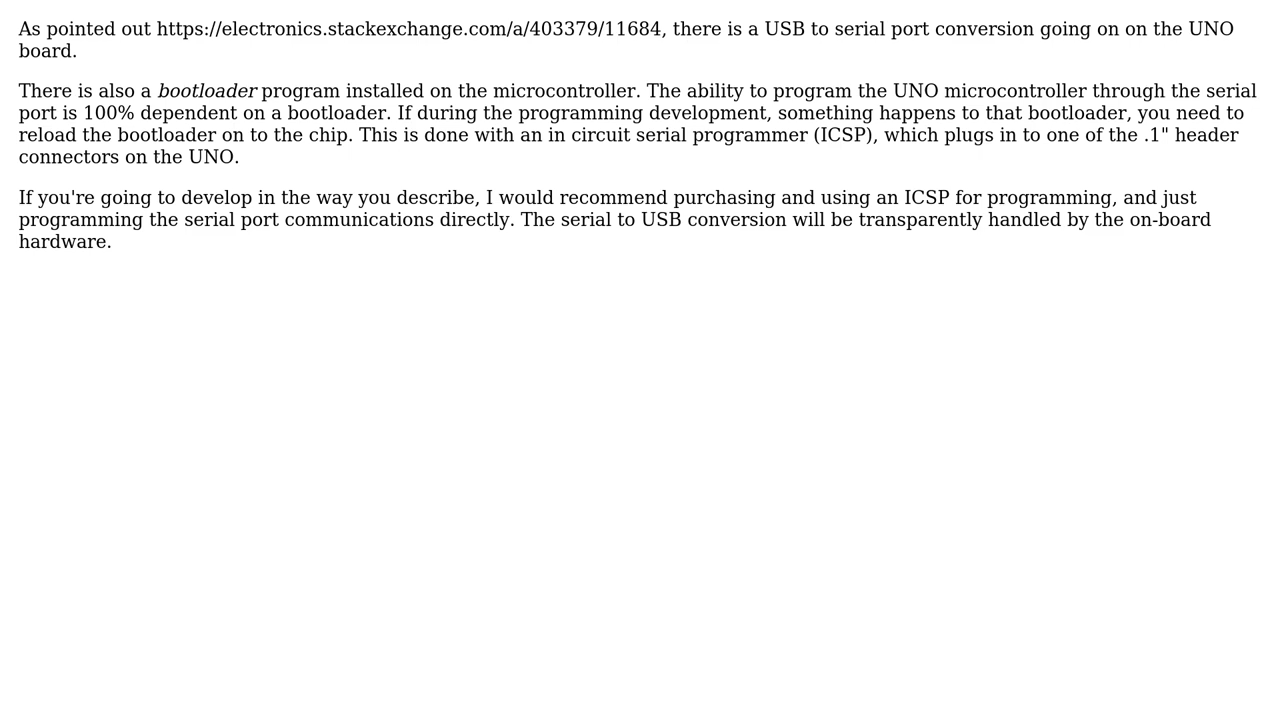 As pointed out https://electronics.stackexchange.com/a/403379/11684, there is a USB to serial port conversion going on on the UNO
board.
There is also a bootloader program installed on the microcontroller. The ability to program the UNO microcontroller through the serial
port is 100% dependent on a bootloader. If during the programming development, something happens to that bootloader, you need to
reload the bootloader on to the chip. This is done with an in circuit serial programmer (ICSP), which plugs in to one of the .1" header
connectors on the UNO.
If you're going to develop in the way you describe, I would recommend purchasing and using an ICSP for programming, and just
programming the serial port communications directly. The serial to USB conversion will be transparently handled by the on-board
hardware.